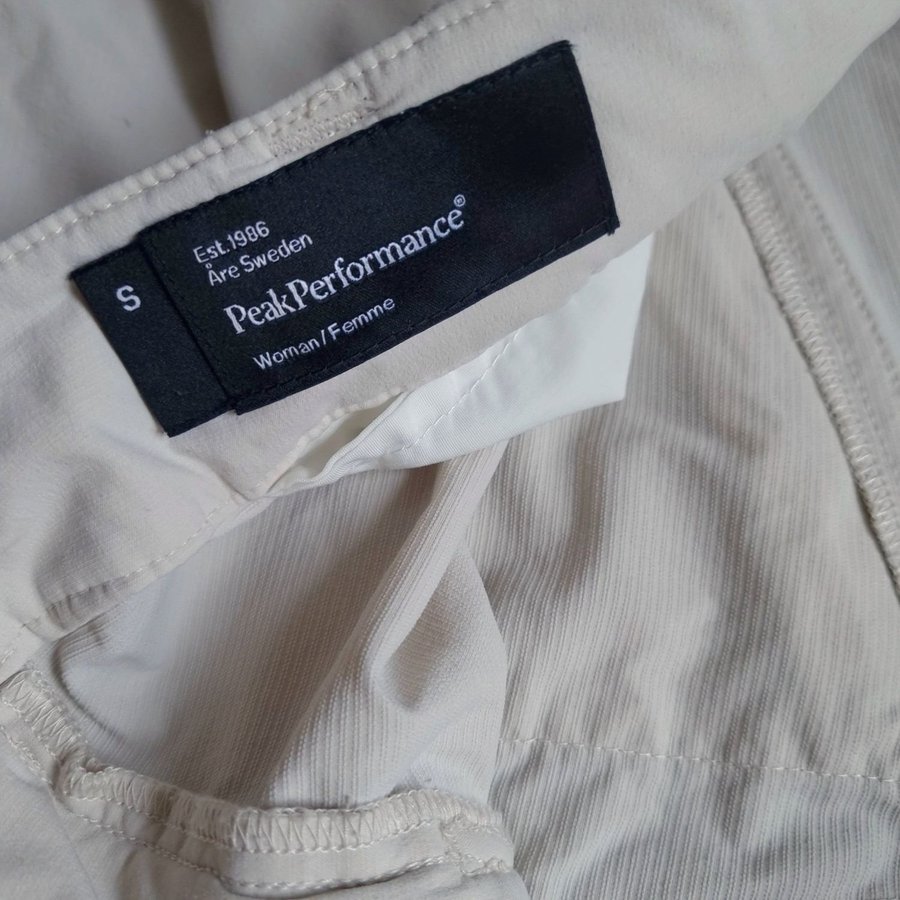 S
Est.1986
Åre Sweden
PeakPerformance®
Woman/Femme